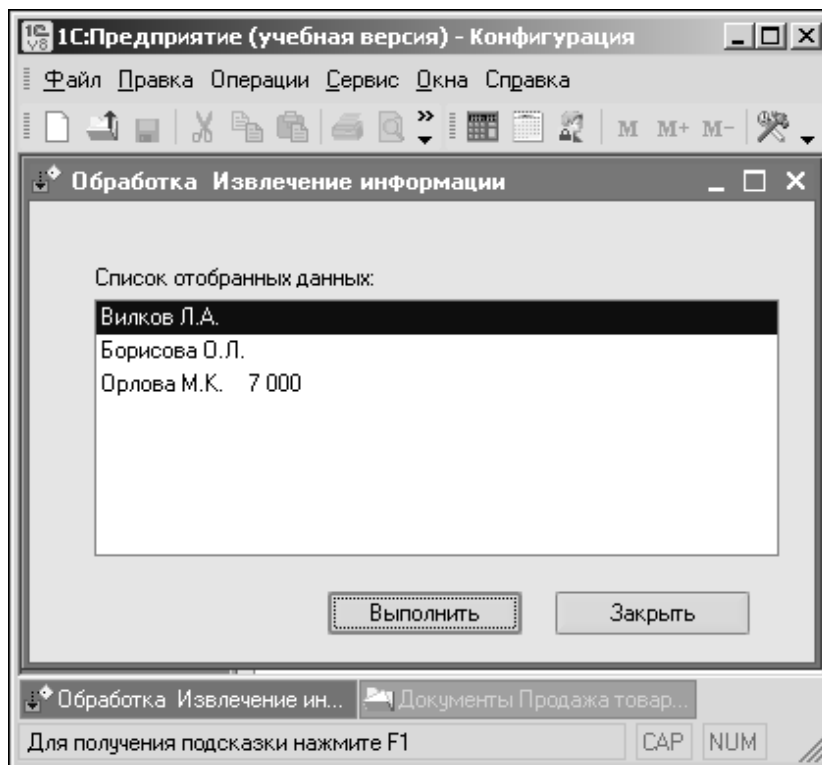 1С:Предприятие (учебная версия) - Конфигурация
Файл Правка Операции Сервис Окна Справка
M M+ M-
Обработка Извлечение информации
Список отобранных данных:
Вилков Л.А.
Борисова О.Л.
Орлова М.К. 7 000
Выполнить Закрыть
Обработка Извлечение ин... Документы Продажа товар...
Для получения подсказки нажмите F1 CAP NUM